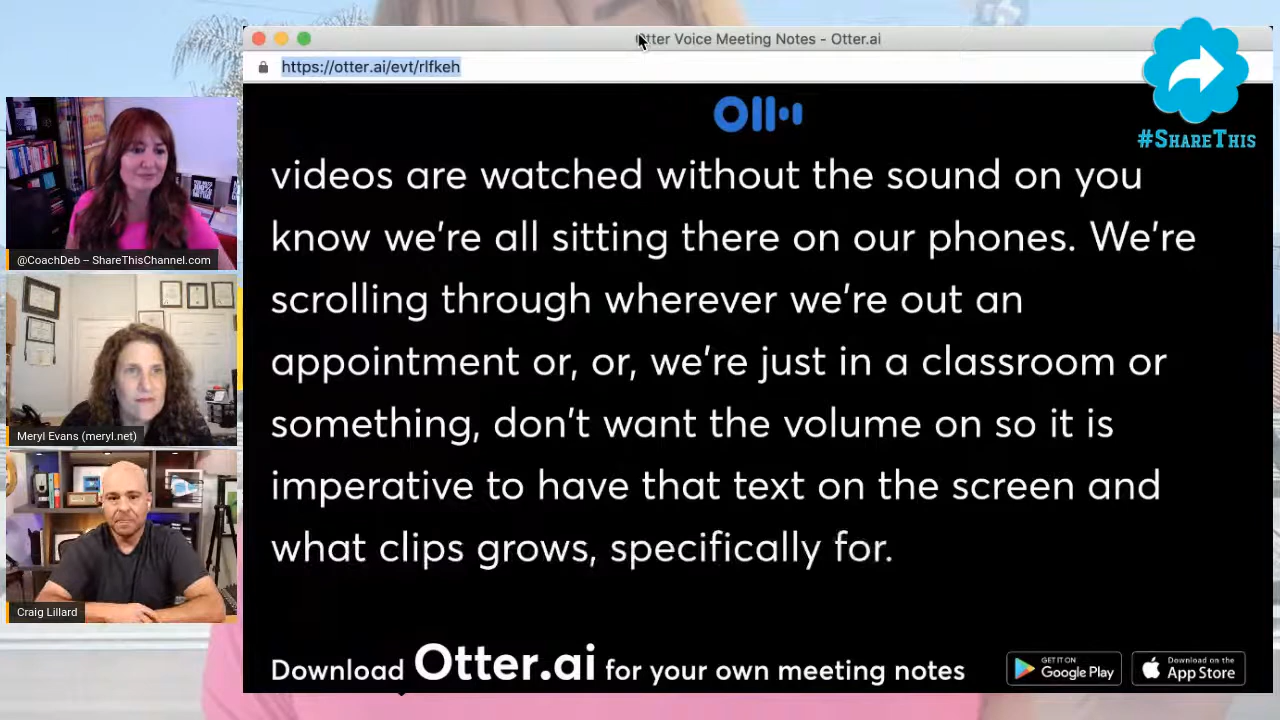 Otter Voice Meeting Notes - Otter.ai
https://otter.ai/evt/rlfkeh
#SHARETHIS
videos are watched without the sound on you
know we're all sitting there on our phones. We're
scrolling through wherever we're out an
appointment or, or, we're just in a classroom or
something, don't want the volume on so it is
imperative to have that text on the screen and
what clips grows, specifically for.
Download Otter.ai for your own meeting notes
GET IT ON
Google Play
Download on the
App Store
@CoachDeb – ShareThisChannel.com
Meryl Evans (meryl.net)
Craig Lillard